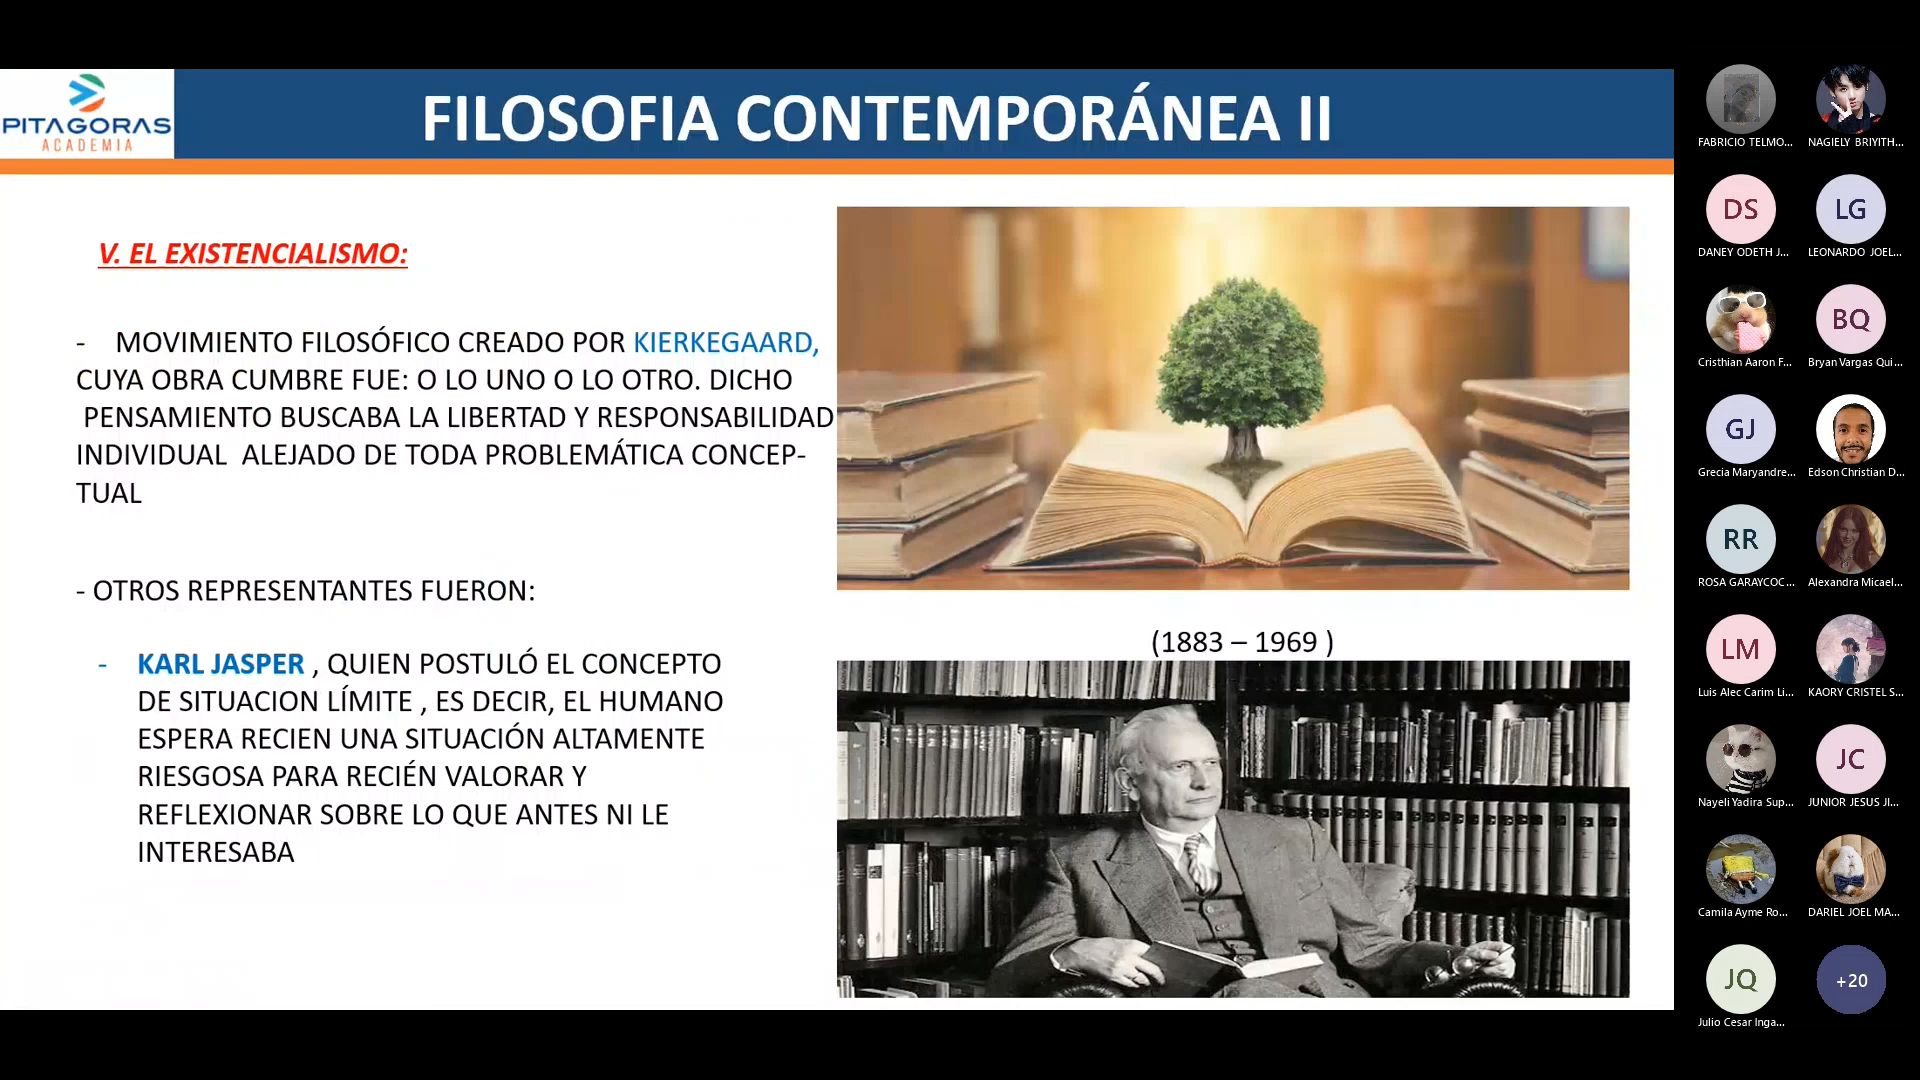 PITAGORAS
ACADEMIA
FILOSOFIA CONTEMPORÁNEA II
V. EL EXISTENCIALISMO:
- MOVIMIENTO FILOSÓFICO CREADO POR KIERKEGAARD,
CUYA OBRA CUMBRE FUE: O LO UNO O LO OTRO. DICHO
PENSAMIENTO BUSCABA LA LIBERTAD Y RESPONSABILIDAD
INDIVIDUAL ALEJADO DE TODA PROBLEMÁTICA CONCEP-
TUAL
- OTROS REPRESENTANTES FUERON:
- KARL JASPER , QUIEN POSTULÓ EL CONCEPTO
DE SITUACION LÍMITE , ES DECIR, EL HUMANO
ESPERA RECIEN UNA SITUACIÓN ALTAMENTE
RIESGOSA PARA RECIÉN VALORAR Y
REFLEXIONAR SOBRE LO QUE ANTES NI LE
INTERESABA
(1883 – 1969 )
FABRICIO TELMO...
NAGIELY BRIYITH...
DS
DANEY ODETH J...
LG
LEONARDO JOEL...
Cristhian Aaron F...
BQ
Bryan Vargas Qui...
GJ
Grecia Maryandre...
Edson Christian D...
RR
ROSA GARAYCOC...
Alexandra Micael...
LM
Luis Alec Carim Li...
KAORY CRISTEL S...
Nayeli Yadira Sup...
JC
JUNIOR JESUS JI...
Camila Ayme Ro...
DARIEL JOEL MA...
JQ
Julio Cesar Inga...
+20